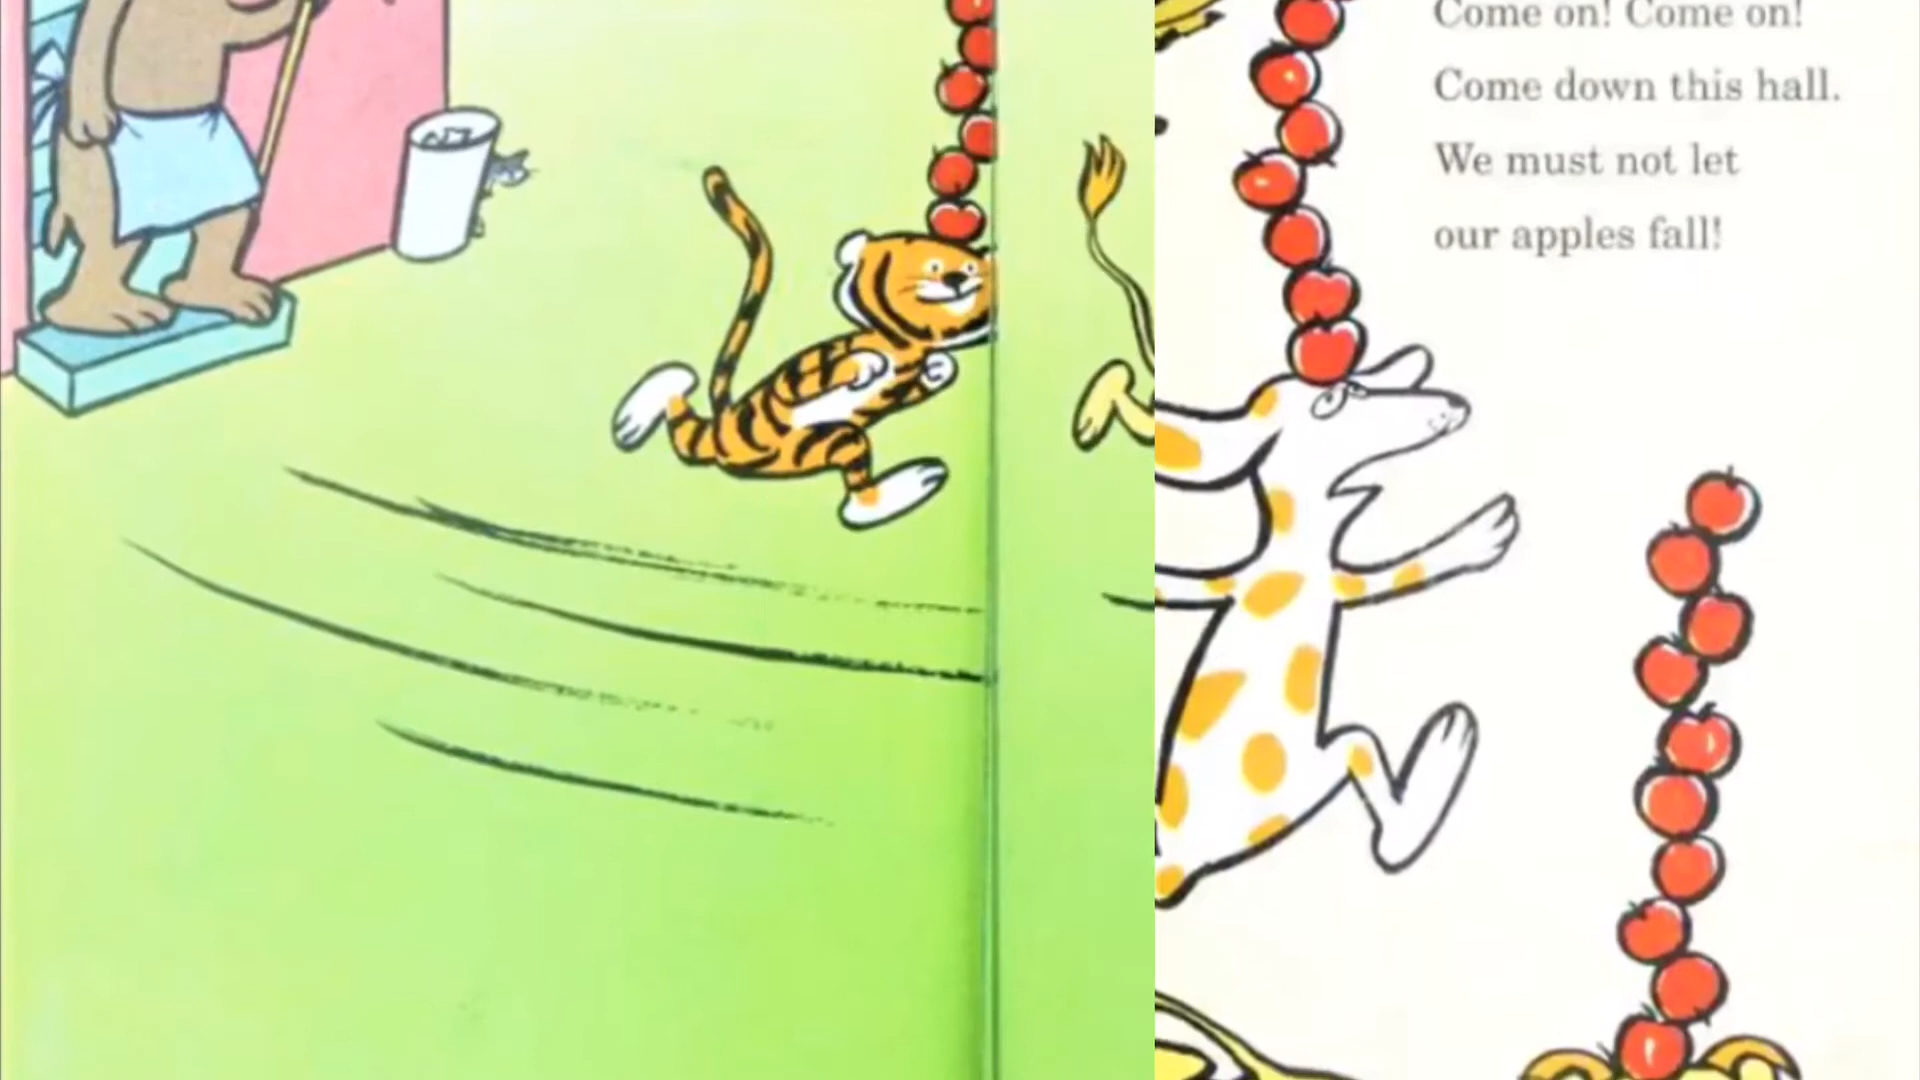 Come on! Come on!
Come down this hall.
We must not let
our apples fall!